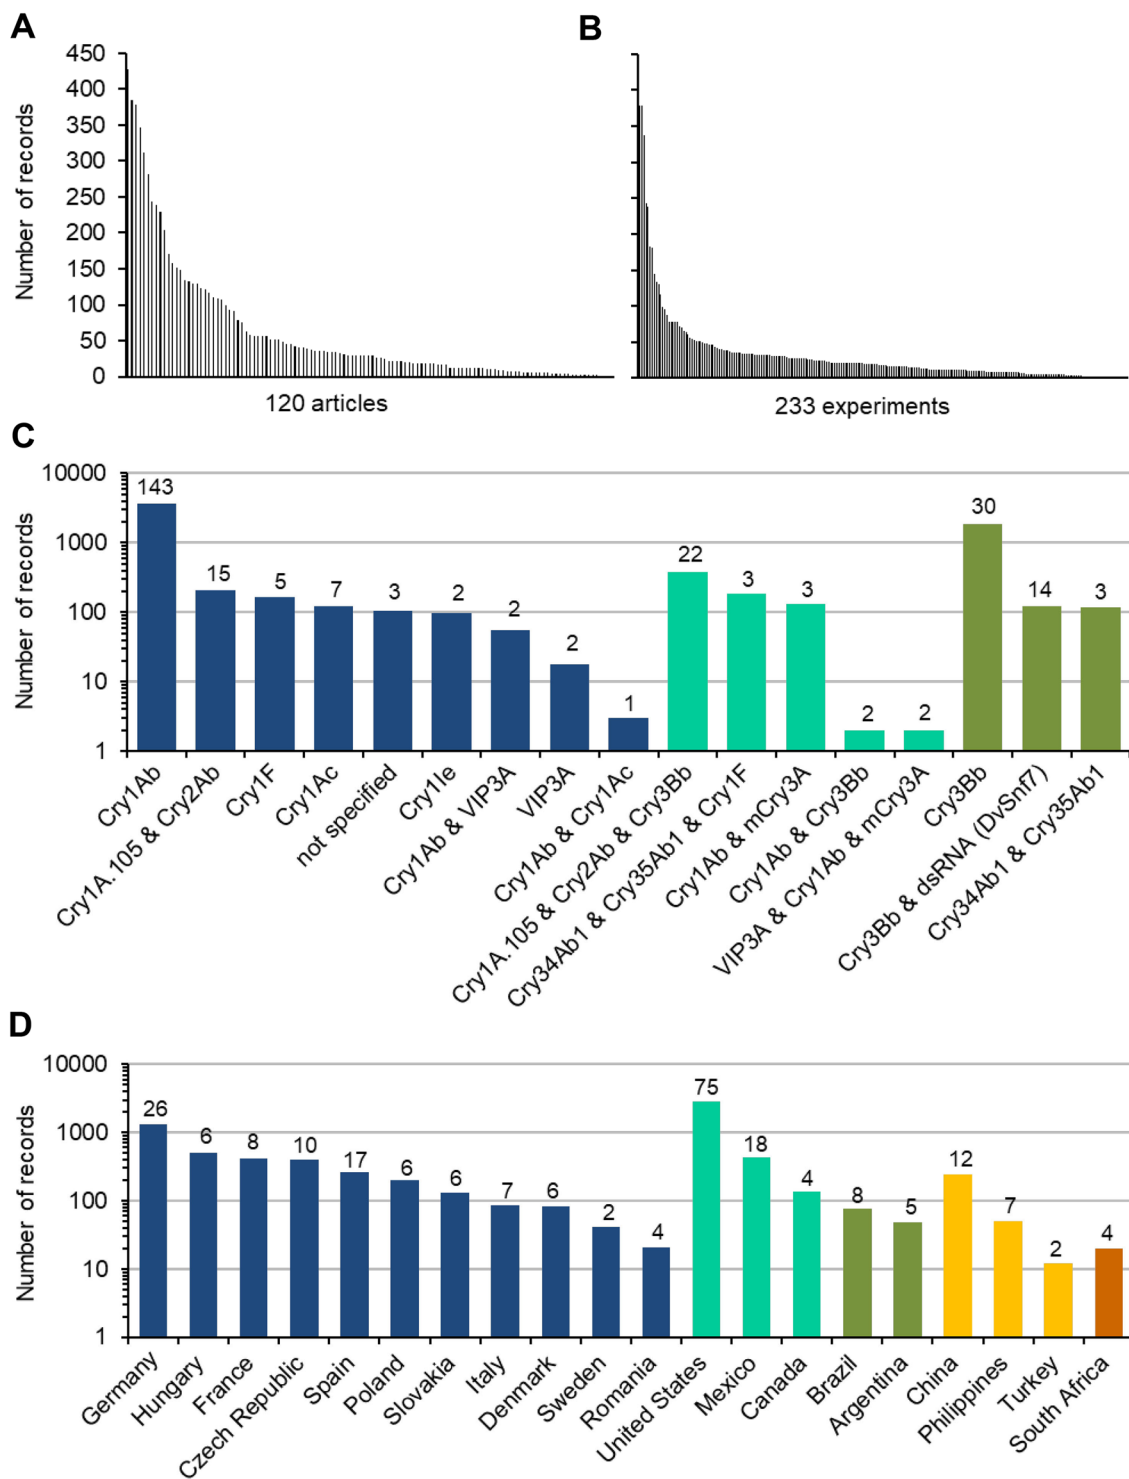 A
B
450
400
350
300
250
200
150
100
50
0
Number of records
120 articles
233 experiments
C
10000
1000
100
10
1
Number of records
143
15
5
7
3
2
2
2
1
22
3
3
2
2
30
14
3
Cry1Ab
Cry1A.105 & Cry2Ab
Cry1F
Cry1Ac
not specified
Cry1Ie
Cry1Ab & VIP3A
VIP3A
Cry1Ab & Cry1Ac
Cry1A.105 & Cry2Ab & Cry3Bb
Cry34Ab1 & Cry35Ab1 & Cry1F
Cry1Ab & mCry3A
Cry1Ab & Cry3Bb
VIP3A & Cry1Ab & mCry3A
Cry3Bb
Cry3Bb & dsRNA (DvSnf7)
Cry34Ab1 & Cry35Ab1
D
10000
1000
100
10
1
Number of records
26
6
8
10
17
6
6
7
6
2
4
75
18
4
8
5
12
7
2
4
Germany
Hungary
France
Czech Republic
Spain
Poland
Slovakia
Italy
Denmark
Sweden
Romania
United States
Mexico
Canada
Brazil
Argentina
China
Philippines
Turkey
South Africa